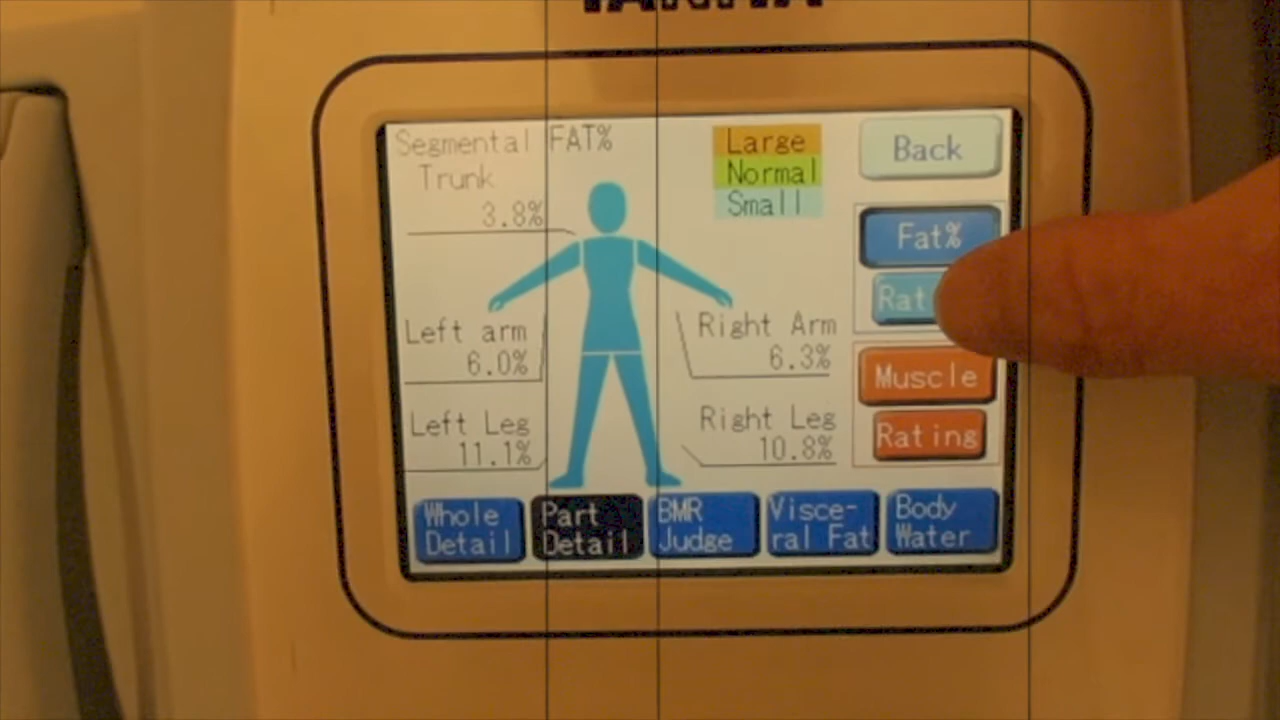 TANITA
Segmental FAT%
Trunk
3.8%
Large
Normal
Small
Back
Fat%
Rat
Left arm
6.0%
Right Arm
6.3%
Muscle
Rating
Left Leg
11.1%
Right Leg
10.8%
Whole
Detail
Part
Detail
BMR
Judge
Visce-
ral Fat
Body
Water